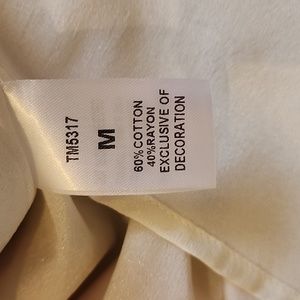 TM5317
M
60%COTTON
40%RAYON
EXCLUSIVE OF
DECORATION